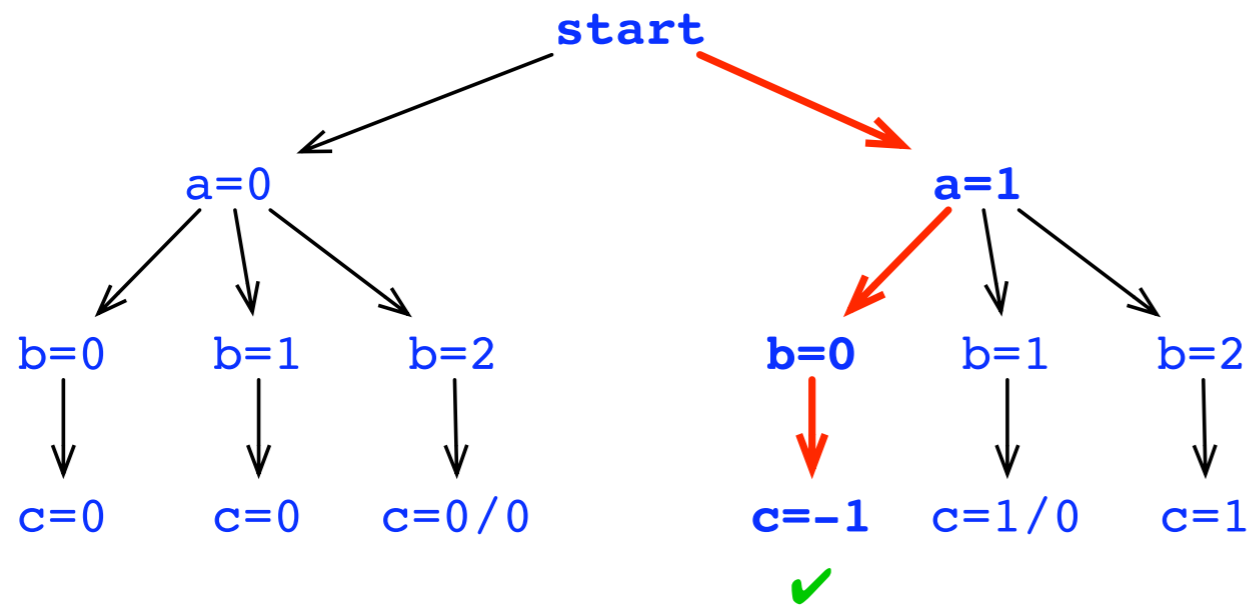 start
a=0 a=1
b=0 b=1 b=2 b=0 b=1 b=2
c=0 c=0 c=0/0 c=-1 c=1/0 c=1